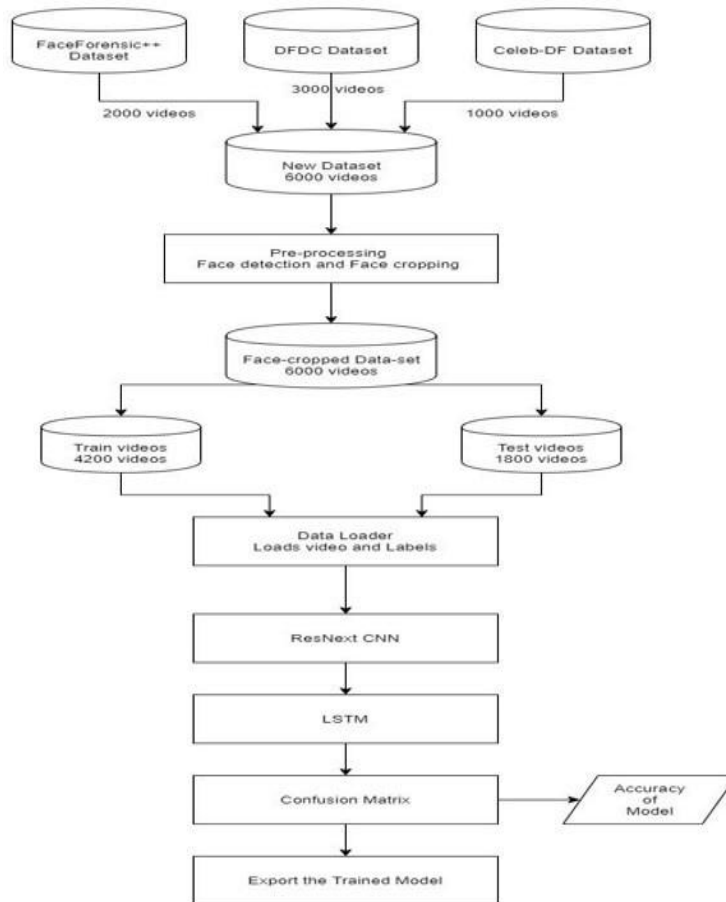 FaceForensic++
Dataset
DFDC Dataset
Celeb-DF Dataset
2000 videos
3000 videos
1000 videos
New Dataset
6000 videos
Pre-processing
Face detection and Face cropping
Face-cropped Data-set
6000 videos
Train videos
4200 videos
Test videos
1800 videos
Data Loader
Loads video and Labels
ResNext CNN
LSTM
Confusion Matrix
Accuracy
of
Model
Export the Trained Model